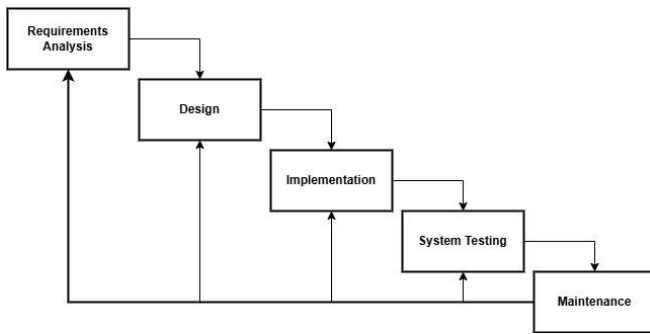 Requirements
Analysis
Design
Implementation
System Testing
Maintenance